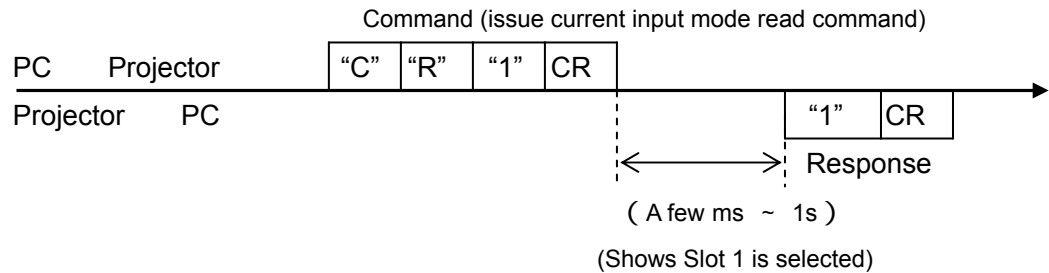 Command (issue current input mode read command)
PC Projector “C” “R” “1” CR
Projector PC “1” CR
Response
( A few ms ~ 1s )
(Shows Slot 1 is selected)